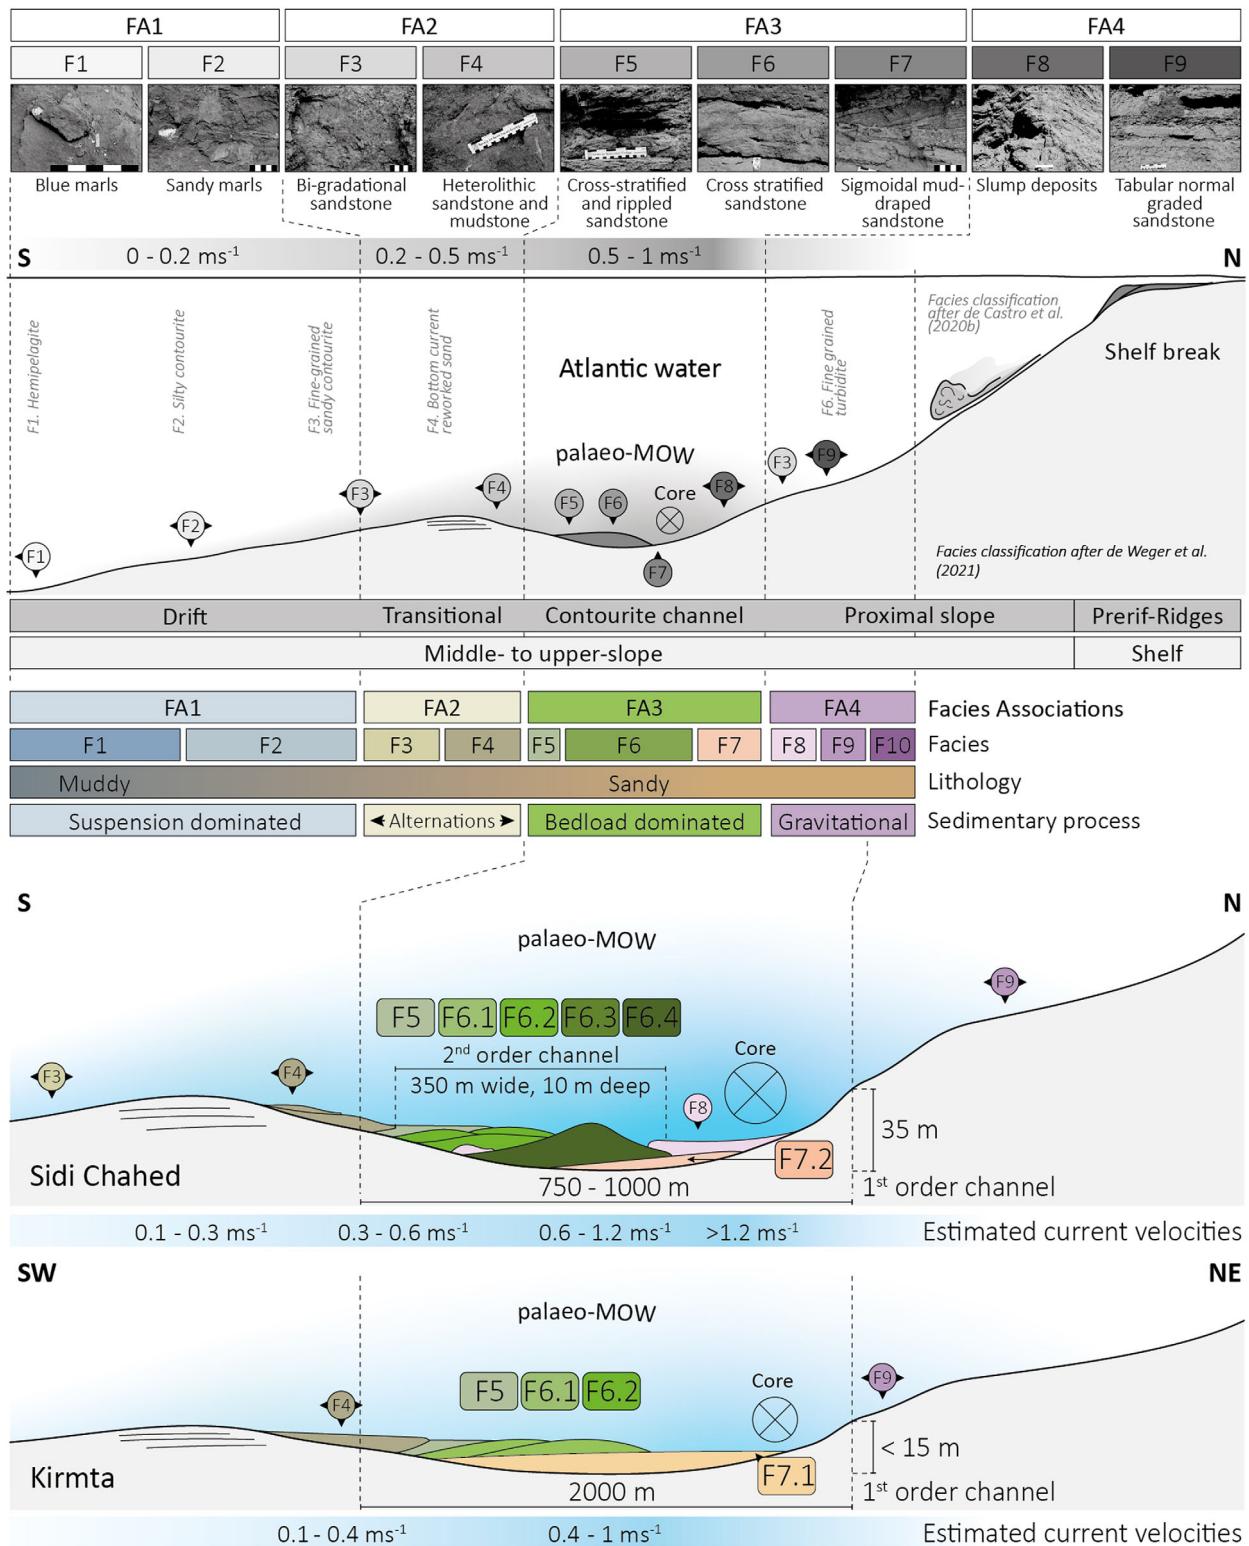 FA1 FA2 FA3 FA4
F1 F2 F3 F4 F5 F6 F7 F8 F9
Blue marls
Sandy marls
Bi-gradational
sandstone
Heterolithic
sandstone and
mudstone
Cross-stratified
and rippled
sandstone
Cross stratified
sandstone
Sigmoidal mud-
draped
sandstone
Slump deposits
Tabular normal
graded
sandstone
S 0 - 0.2 ms⁻¹ 0.2 - 0.5 ms⁻¹ 0.5 - 1 ms⁻¹ N
F1. Hemipelagite
F2. Silty contourite
F3. Fine-grained
sandy contourite
F4. Bottom current
reworked sand
F6. Fine grained
turbidite
Facies classification
after de Castro et al.
(2020b)
Shelf break
Atlantic water
palaeo-MOW
F1
F2
F3
F4
F5
F6
Core
F7
F8
F3
F9
Facies classification after de Weger et al.
(2021)
Drift Transitional Contourite channel Proximal slope Prerif-Ridges
Middle- to upper-slope Shelf
FA1 FA2 FA3 FA4 Facies Associations
F1 F2 F3 F4 F5 F6 F7 F8 F9 F10 Facies
Muddy Sandy Lithology
Suspension dominated Alternations Bedload dominated Gravitational Sedimentary process
S N
palaeo-MOW
F9
F5 F6.1 F6.2 F6.3 F6.4
2nd order channel
350 m wide, 10 m deep
Core
F3
F4
F8
35 m
F7.2
Sidi Chahed
750 - 1000 m
1st order channel
0.1 - 0.3 ms⁻¹ 0.3 - 0.6 ms⁻¹ 0.6 - 1.2 ms⁻¹ >1.2 ms⁻¹ Estimated current velocities
SW NE
palaeo-MOW
F5 F6.1 F6.2
Core
F9
F4
< 15 m
F7.1
Kirmta
2000 m
1st order channel
0.1 - 0.4 ms⁻¹ 0.4 - 1 ms⁻¹ Estimated current velocities